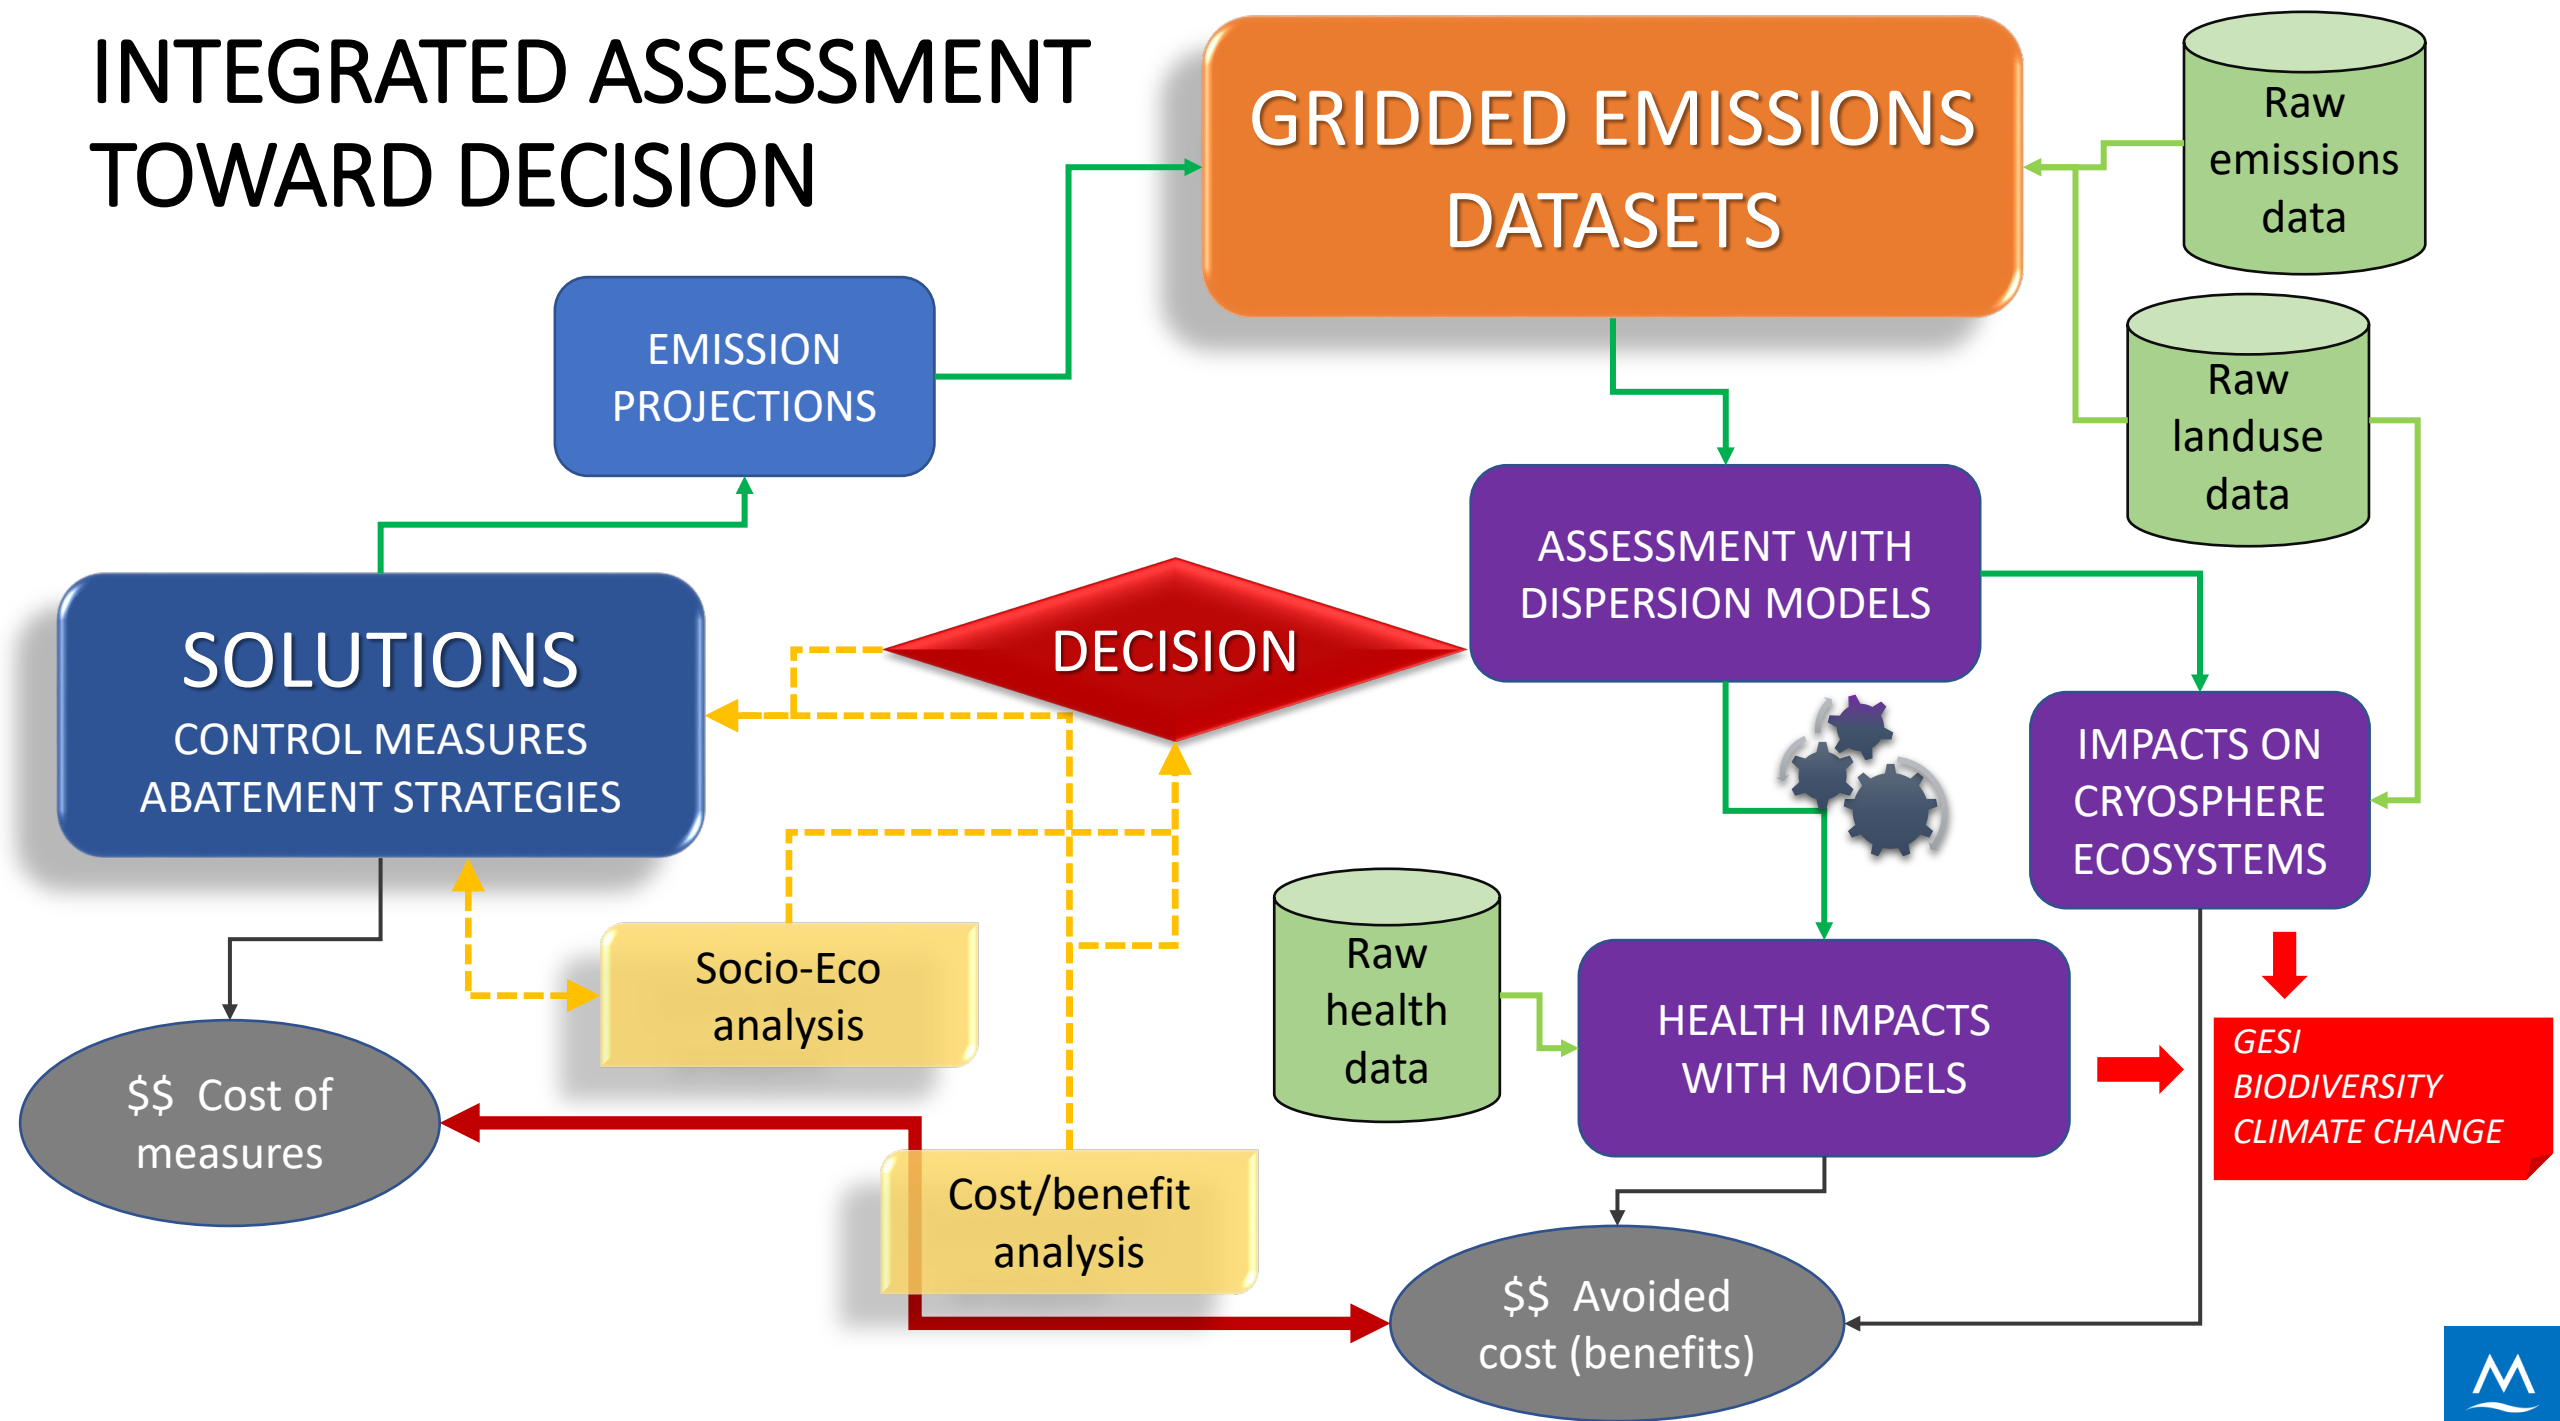 INTEGRATED ASSESSMENT
TOWARD DECISION
GRIDDED EMISSIONS
DATASETS
Raw
emissions
data
EMISSION
PROJECTIONS
Raw
landuse
data
ASSESSMENT WITH
DISPERSION MODELS
SOLUTIONS
CONTROL MEASURES
ABATEMENT STRATEGIES
DECISION
IMPACTS ON
CRYOSPHERE
ECOSYSTEMS
Socio-Eco
analysis
Raw
health
data
HEALTH IMPACTS
WITH MODELS
GESI
BIODIVERSITY
CLIMATE CHANGE
$$ Cost of
measures
Cost/benefit
analysis
$$ Avoided
cost (benefits)